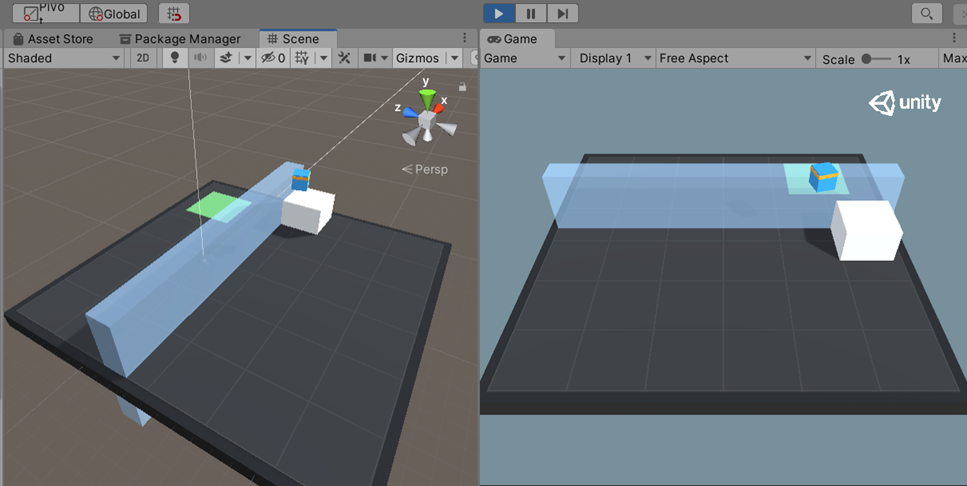 Pivot
Global
Asset Store
Package Manager
Scene
Game
Shaded
2D
0
Gizmos
Game
Display 1
Free Aspect
Scale
1x
Max
y
x
z
Persp
unity